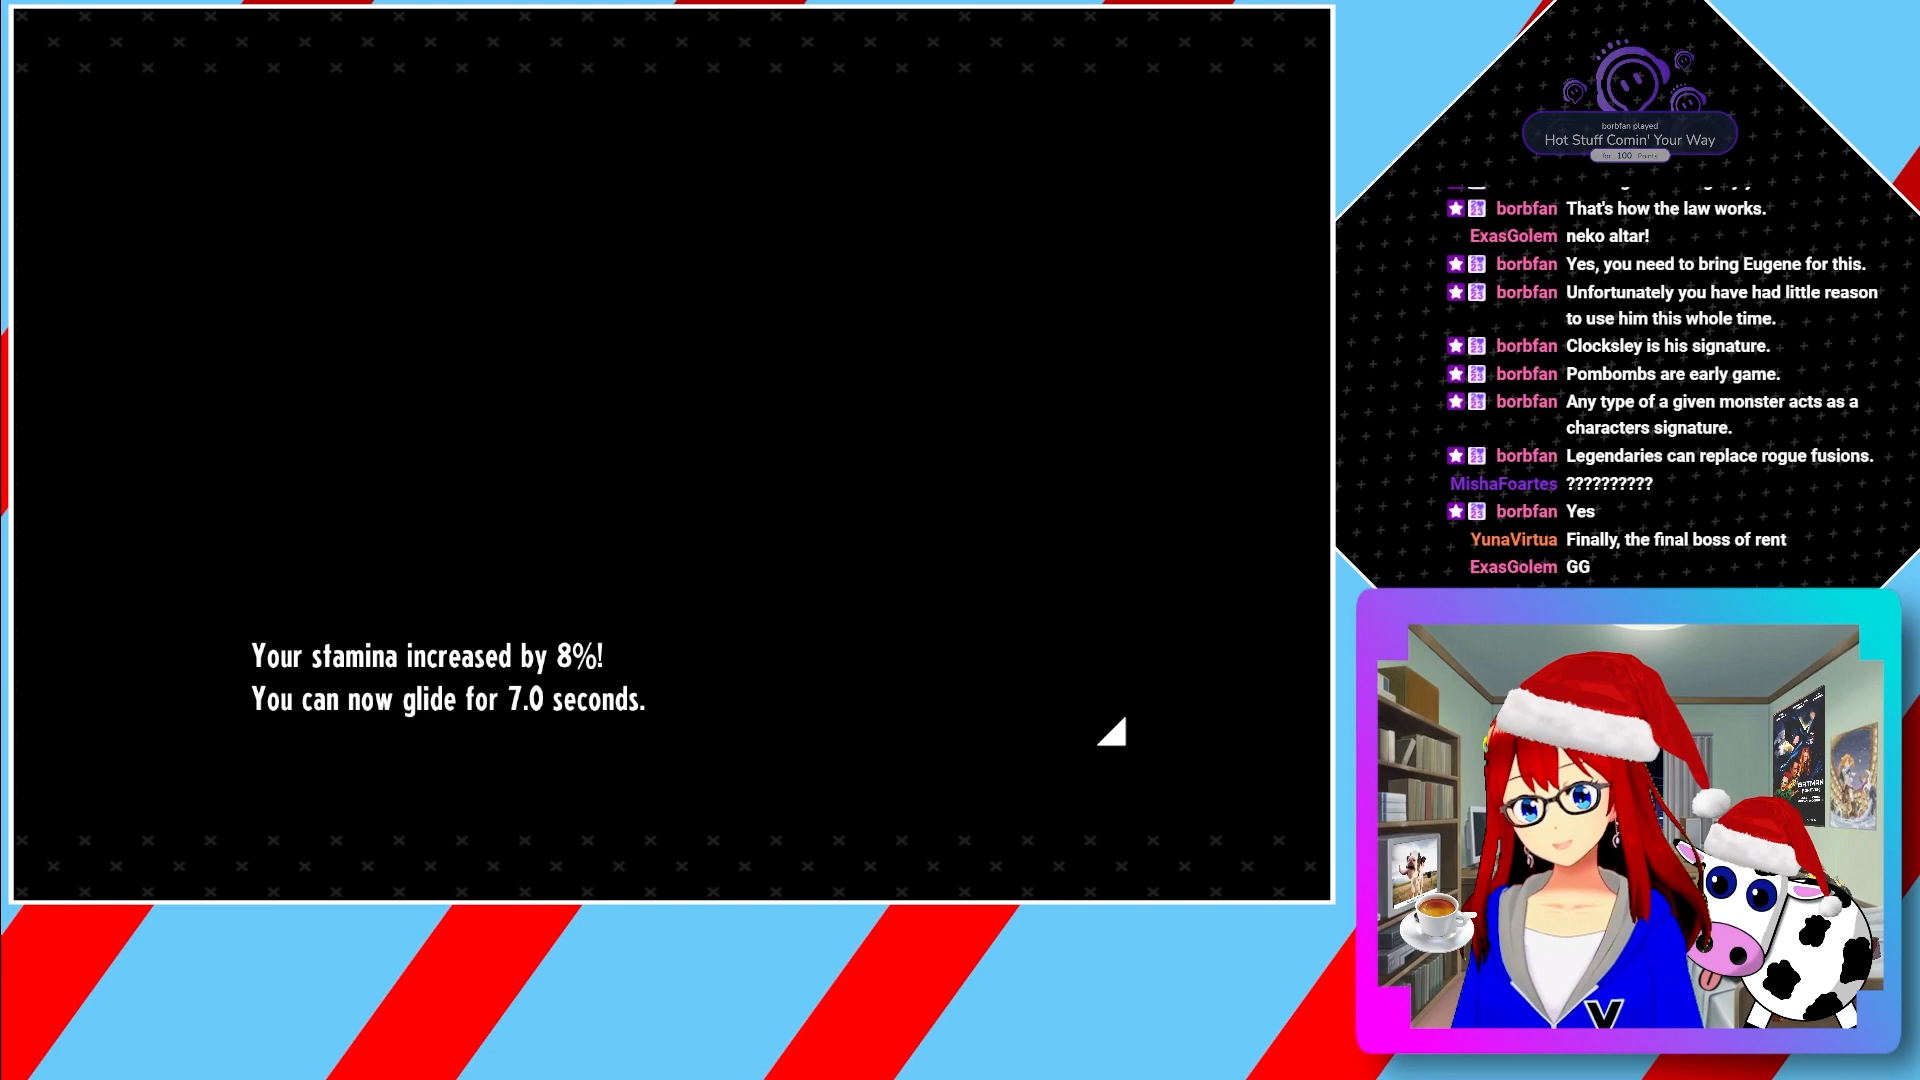 Your stamina increased by 8%!
You can now glide for 7.0 seconds.
borbfan played
Hot Stuff Comin' Your Way
for 100 Points
borbfan That's how the law works.
ExasGolem neko altar!
borbfan Yes, you need to bring Eugene for this.
borbfan Unfortunately you have had little reason
to use him this whole time.
borbfan Clocksley is his signature.
borbfan Pombombs are early game.
borbfan Any type of a given monster acts as a
characters signature.
borbfan Legendaries can replace rogue fusions.
MishaFoartes ??????????
borbfan Yes
YunaVirtua Finally, the final boss of rent
ExasGolem GG
BATMAN
V